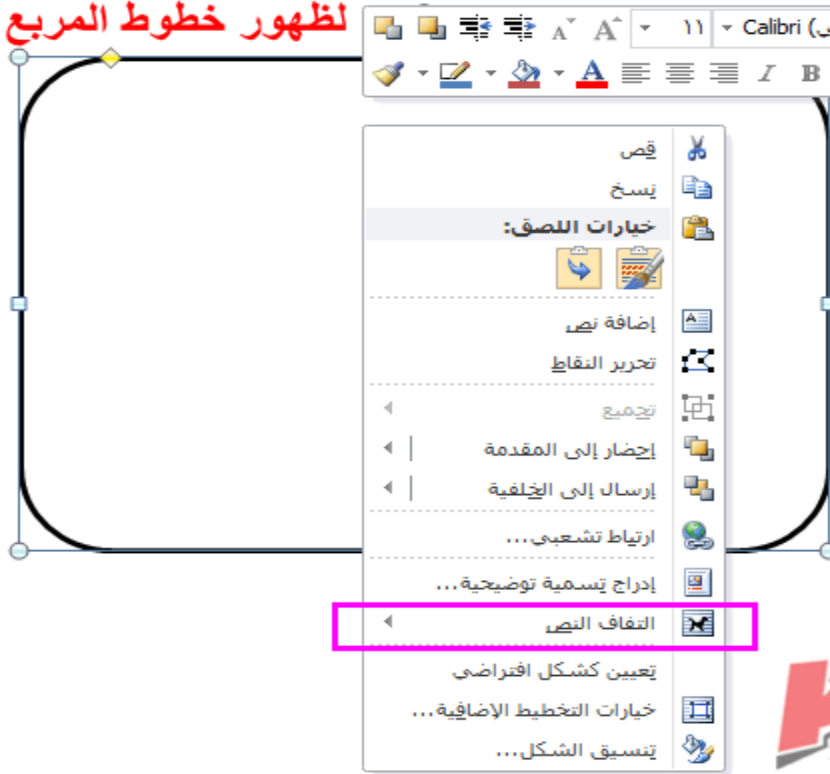 لظهور خطوط المربع
Calibri (
١١
A A
A I B
قص
نسخ
خيارات اللصق:
إضافة نص
تحرير النقاط
تجميع
إحضار إلى المقدمة
إرسال إلى الخلفية
ارتباط تشعبي...
إدراج تسمية توضيحية...
التفاف النص
تعيين كشكل افتراضي
خيارات التخطيط الإضافية...
تنسيق الشكل...